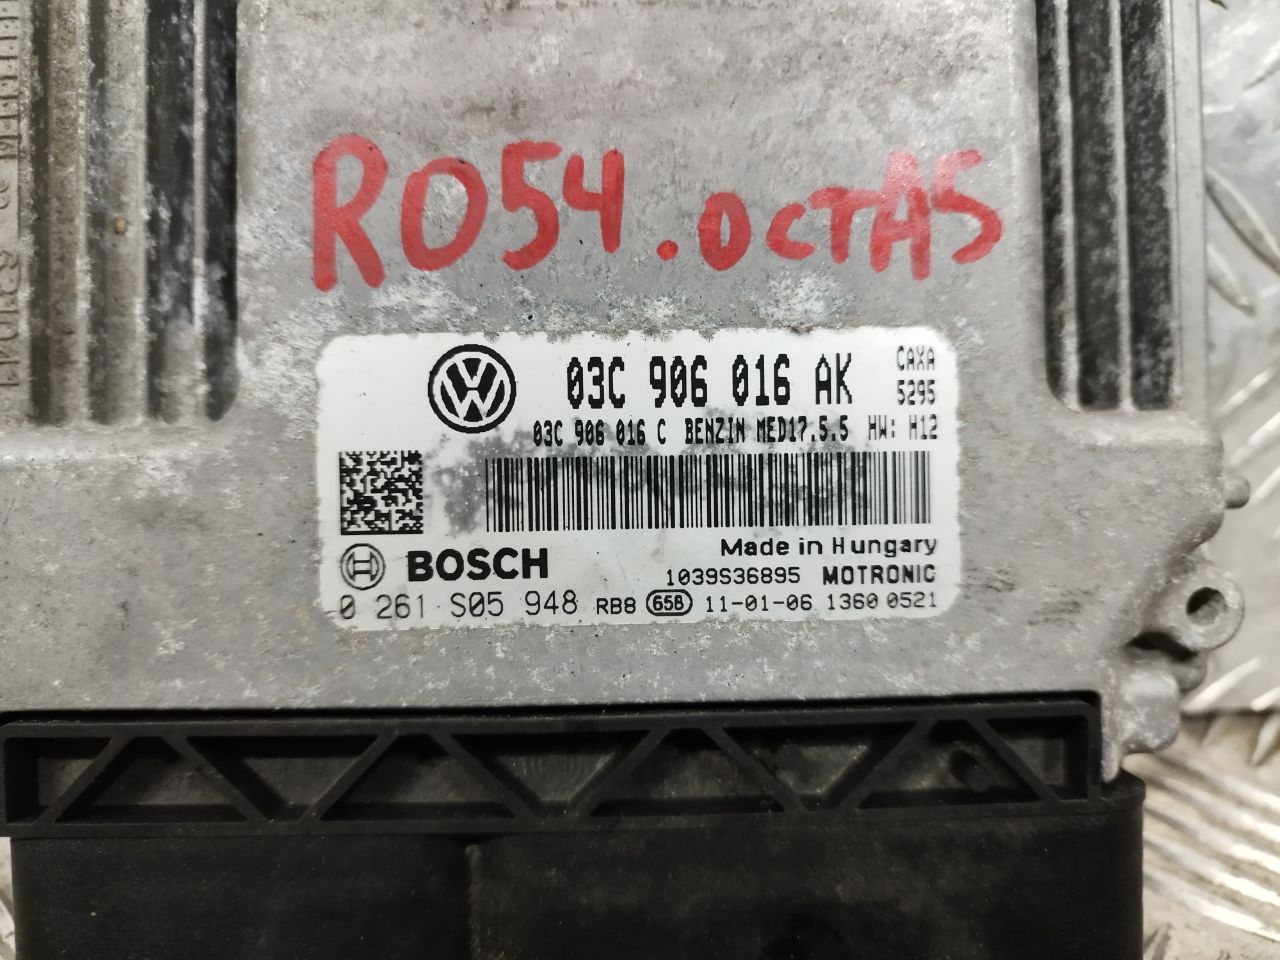 RO54.OCTA5
03C 906 016 AK CAXA
5295
03C 906 016 C BENZIN MED17.5.5 HW: H12
Made in Hungary
BOSCH 1039S36895 MOTRONIC
0 261 S05 948 RB8 658 11-01-06 1360 0521